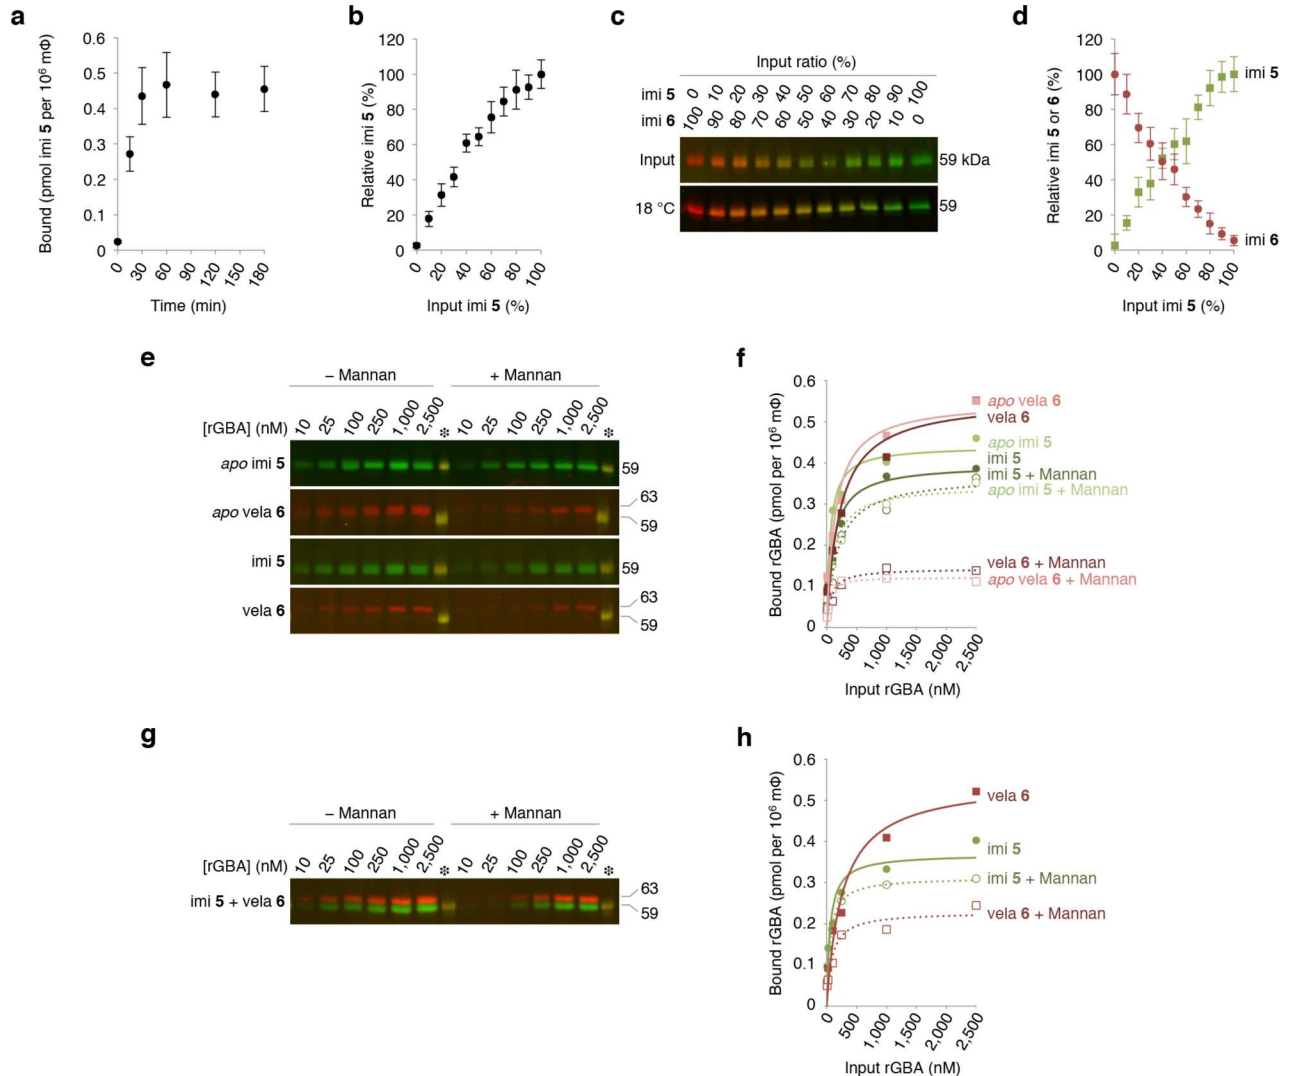 a
Bound (pmol imi 5 per 10⁶ mΦ)
0.6
0.5
0.4
0.3
0.2
0.1
0
0 30 60 90 120 150 180
Time (min)
b
Relative imi 5 (%)
120
100
80
60
40
20
0
0 20 40 60 80 100
Input imi 5 (%)
c
Input ratio (%)
imi 5 0 10 20 30 40 50 60 70 80 90 100
imi 6 100 90 80 70 60 50 40 30 20 10 0
Input 59 kDa
18 °C 59
d
Relative imi 5 or 6 (%)
120
100
80
60
40
20
0
0 20 40 60 80 100
Input imi 5 (%)
imi 5
imi 6
e
– Mannan + Mannan
[rGBA] (nM) 10 25 100 250 1,000 2,500 * 10 25 100 250 1,000 2,500 *
apo imi 5 59
apo vela 6 63
59
imi 5 59
vela 6 63
59
f
Bound rGBA (pmol per 10⁶ mΦ)
0.6
0.5
0.4
0.3
0.2
0.1
0
0 500 1,000 1,500 2,000 2,500
Input rGBA (nM)
apo vela 6
vela 6
apo imi 5
imi 5
imi 5 + Mannan
apo imi 5 + Mannan
vela 6 + Mannan
apo vela 6 + Mannan
g
– Mannan + Mannan
[rGBA] (nM) 10 25 100 250 1,000 2,500 * 10 25 100 250 1,000 2,500 *
imi 5 + vela 6 63
59
h
Bound rGBA (pmol per 10⁶ mΦ)
0.6
0.5
0.4
0.3
0.2
0.1
0
0 500 1,000 1,500 2,000 2,500
Input rGBA (nM)
vela 6
imi 5
imi 5 + Mannan
vela 6 + Mannan